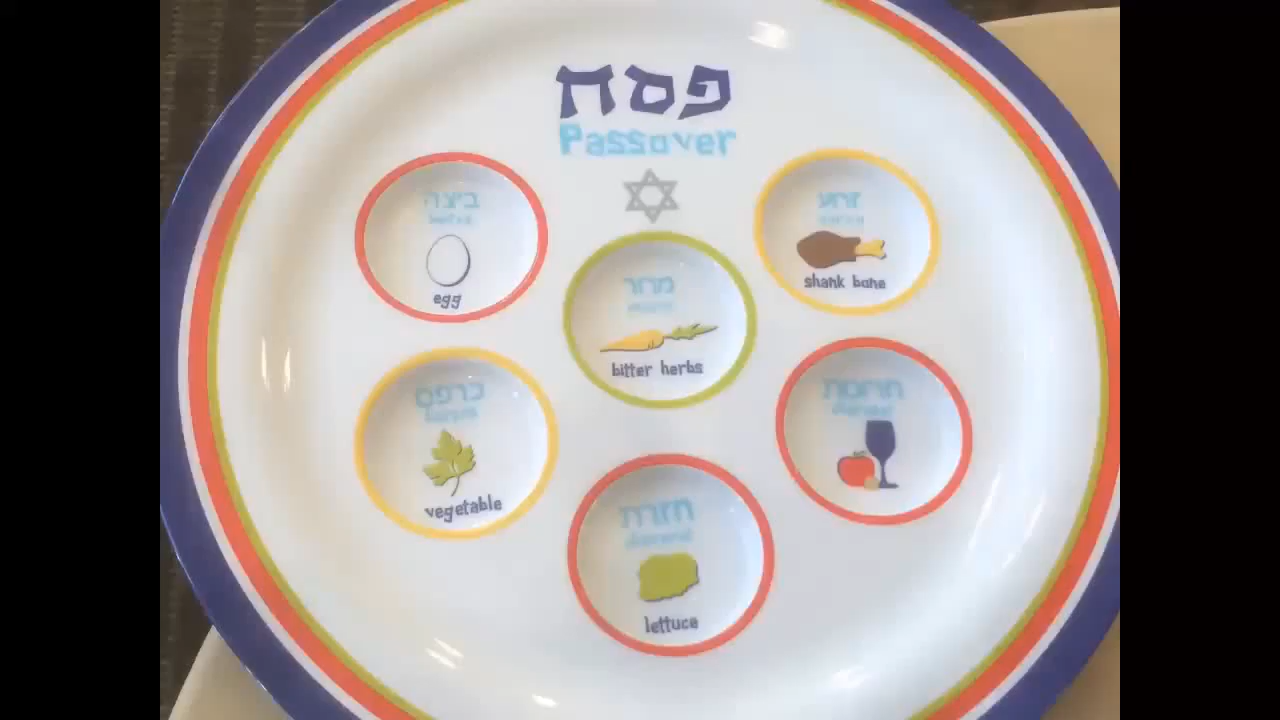 פסח
Passover
ביצה
egg
זרוע
shank bone
מרור
bitter herbs
כרפס
vegetable
חרוסת
חזרת
lettuce